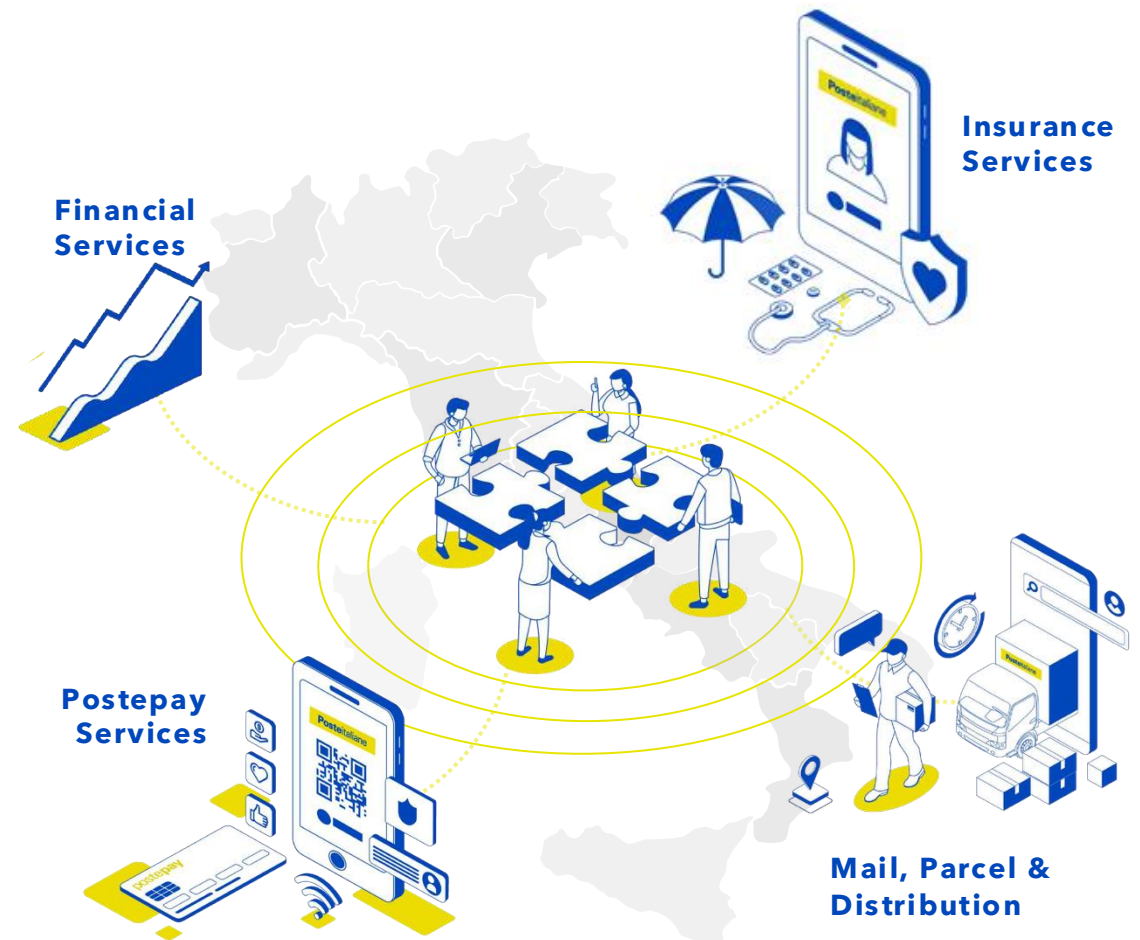 Posteitaliane
Insurance
Services
Financial
Services
Postepay
Services
Posteitaliane
postepay
Posteitaliane
Mail, Parcel &
Distribution